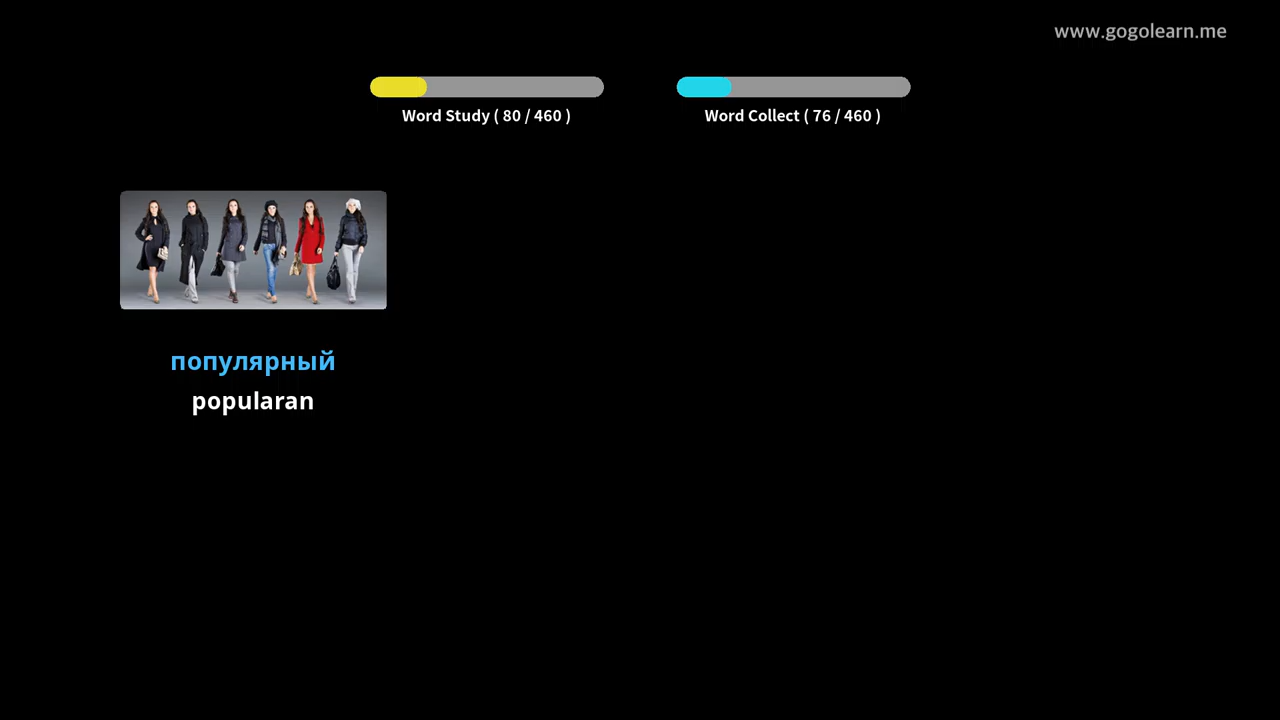 www.gogolearn.me
Word Study ( 80 / 460 )
Word Collect ( 76 / 460 )
популярный
popularan